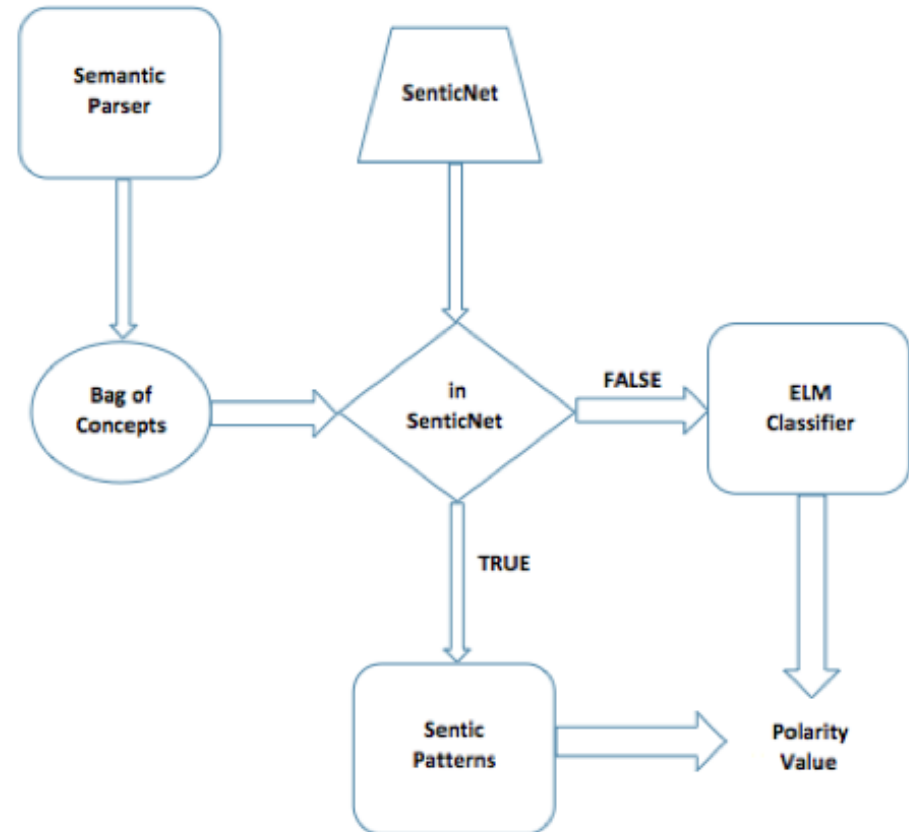 Semantic
Parser
SenticNet
Bag of
Concepts
in
SenticNet
FALSE
ELM
Classifier
TRUE
Sentic
Patterns
Polarity
Value